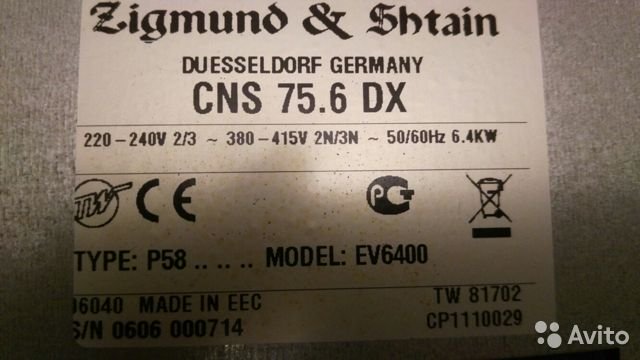 Zigmund & Shtain
DUESSELDORF GERMANY
CNS 75.6 DX
220-240V 2/3 ~ 380-415V 2N/3N ~ 50/60Hz 6.4KW
CE PC
TYPE: P58 .. .. .. MODEL: EV6400
06040 MADE IN EEC TW 81702
S/N 0606 000714 CP1110029
Avito